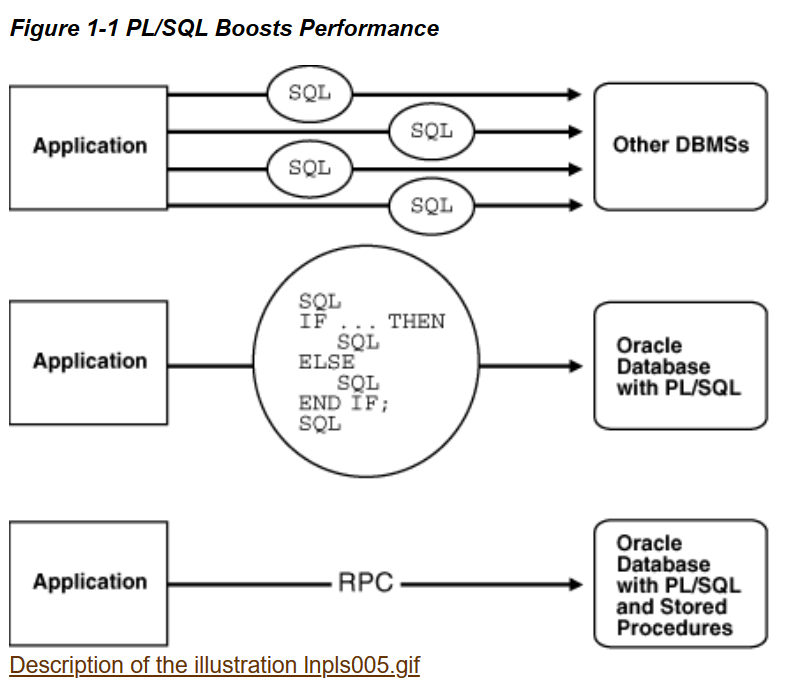 Figure 1-1 PL/SQL Boosts Performance
Application
SQL
SQL
SQL
SQL
Other DBMSs
Application
SQL
IF ... THEN
SQL
ELSE
SQL
END IF;
SQL
Oracle
Database
with PL/SQL
Application
RPC
Oracle
Database
with PL/SQL
and Stored
Procedures
Description of the illustration lnpls005.gif